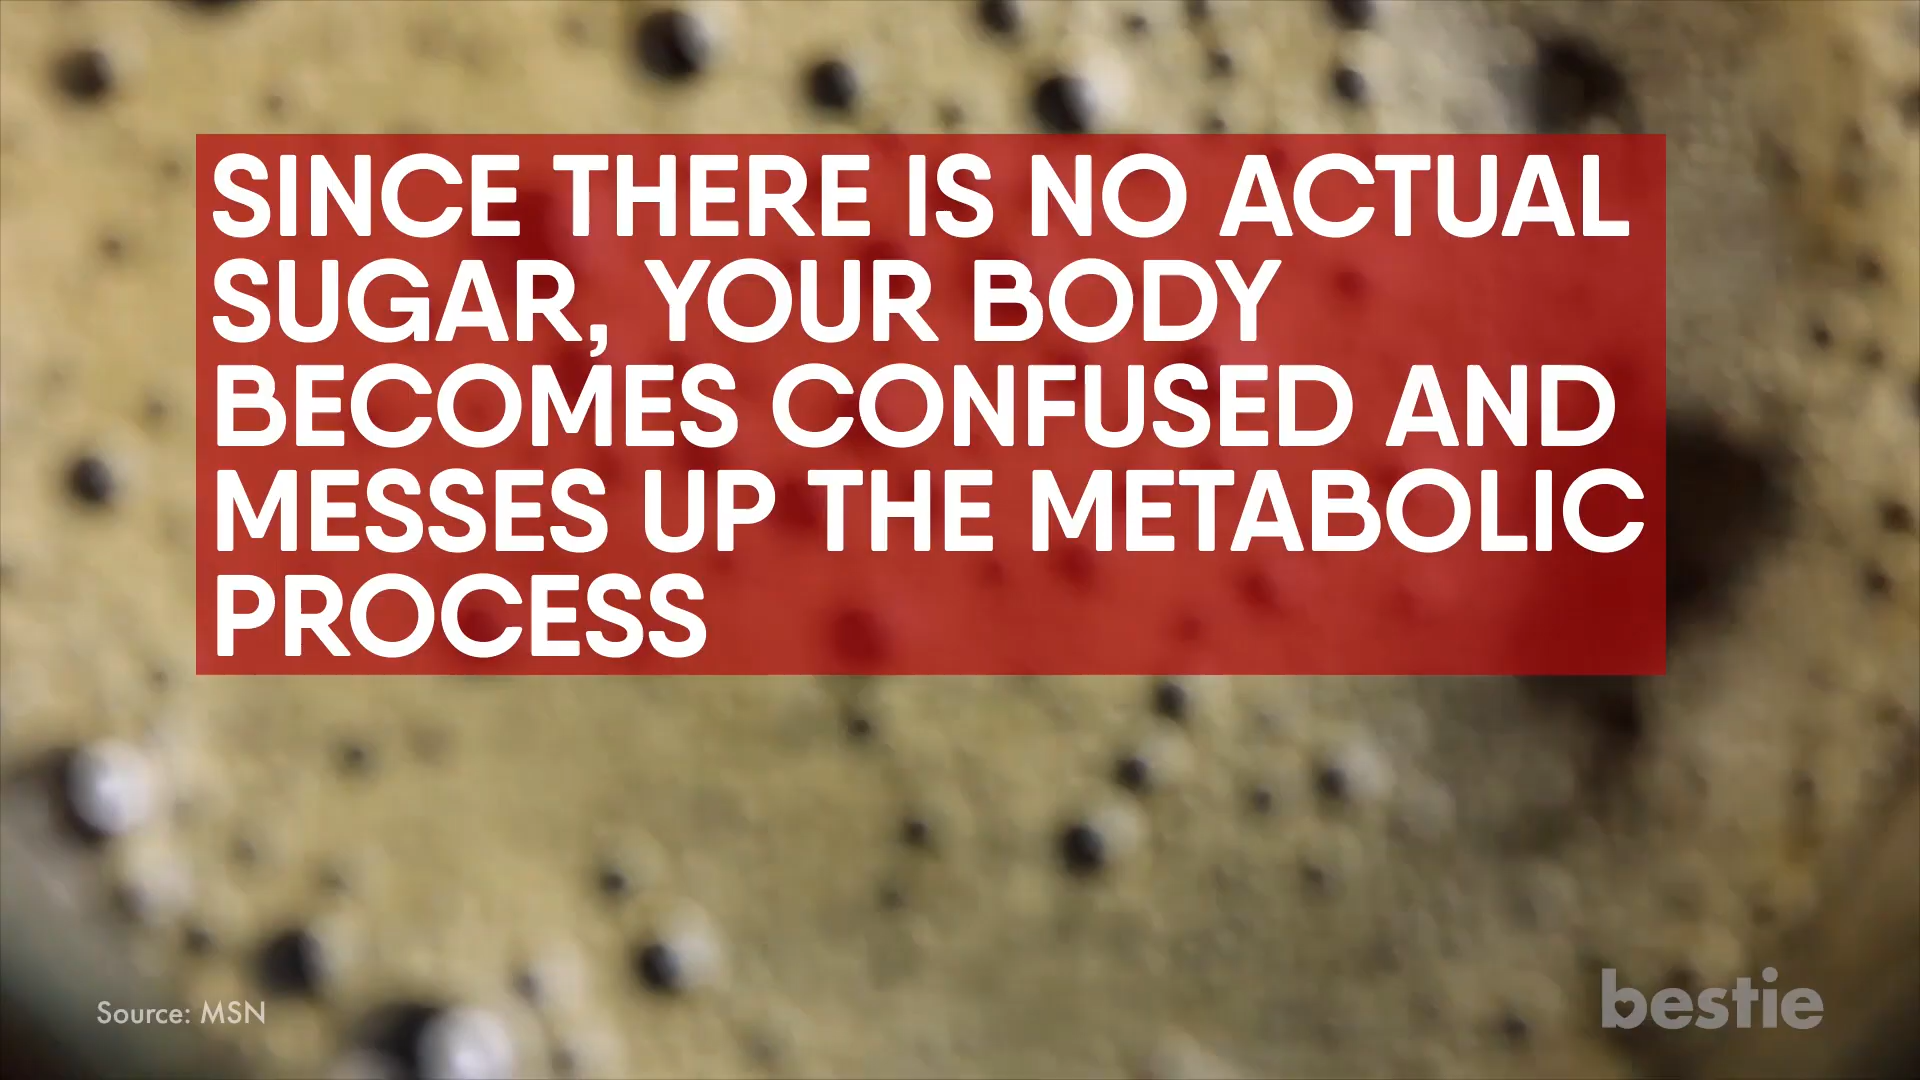 SINCE THERE IS NO ACTUAL
SUGAR, YOUR BODY
BECOMES CONFUSED AND
MESSES UP THE METABOLIC
PROCESS
Source: MSN
bestie